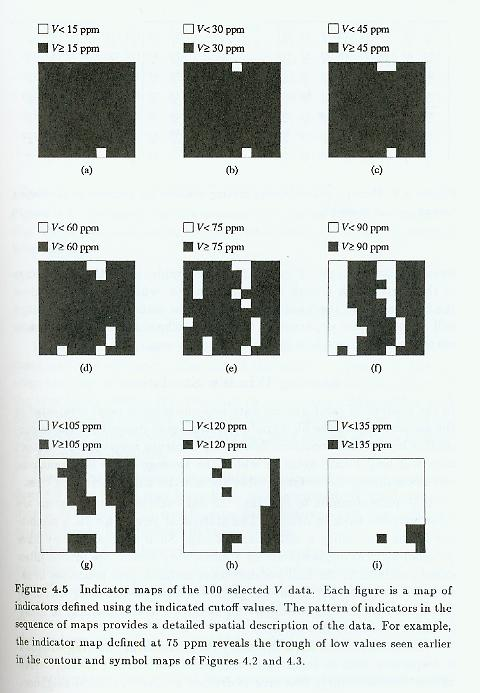 V< 15 ppm
V≥ 15 ppm
(a)
V< 30 ppm
V≥ 30 ppm
(b)
V< 45 ppm
V≥ 45 ppm
(c)
V< 60 ppm
V≥ 60 ppm
(d)
V< 75 ppm
V≥ 75 ppm
(e)
V< 90 ppm
V≥ 90 ppm
(f)
V<105 ppm
V≥105 ppm
(g)
V<120 ppm
V≥120 ppm
(h)
V<135 ppm
V≥135 ppm
(i)
Figure 4.5 Indicator maps of the 100 selected V data. Each figure is a map of
indicators defined using the indicated cutoff values. The pattern of indicators in the
sequence of maps provides a detailed spatial description of the data. For example,
the indicator map defined at 75 ppm reveals the trough of low values seen earlier
in the contour and symbol maps of Figures 4.2 and 4.3.